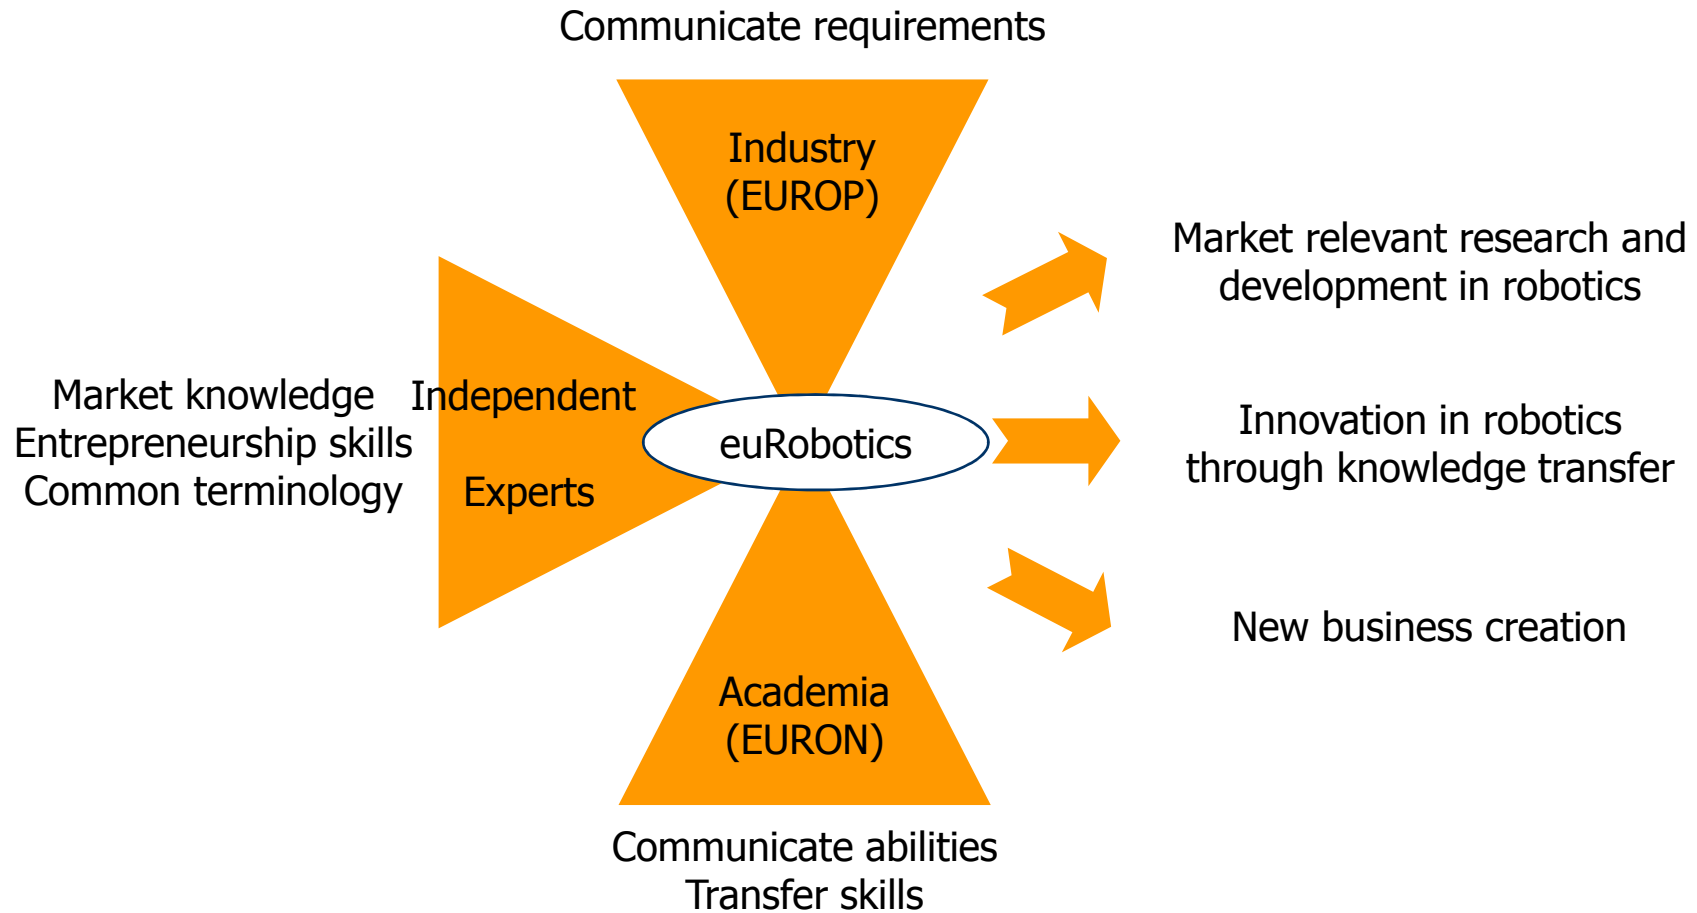 Communicate requirements
Industry
(EUROP)
Market knowledge
Entrepreneurship skills
Common terminology
Independent
Experts
euRobotics
Academia
(EURON)
Communicate abilities
Transfer skills
Market relevant research and
development in robotics
Innovation in robotics
through knowledge transfer
New business creation